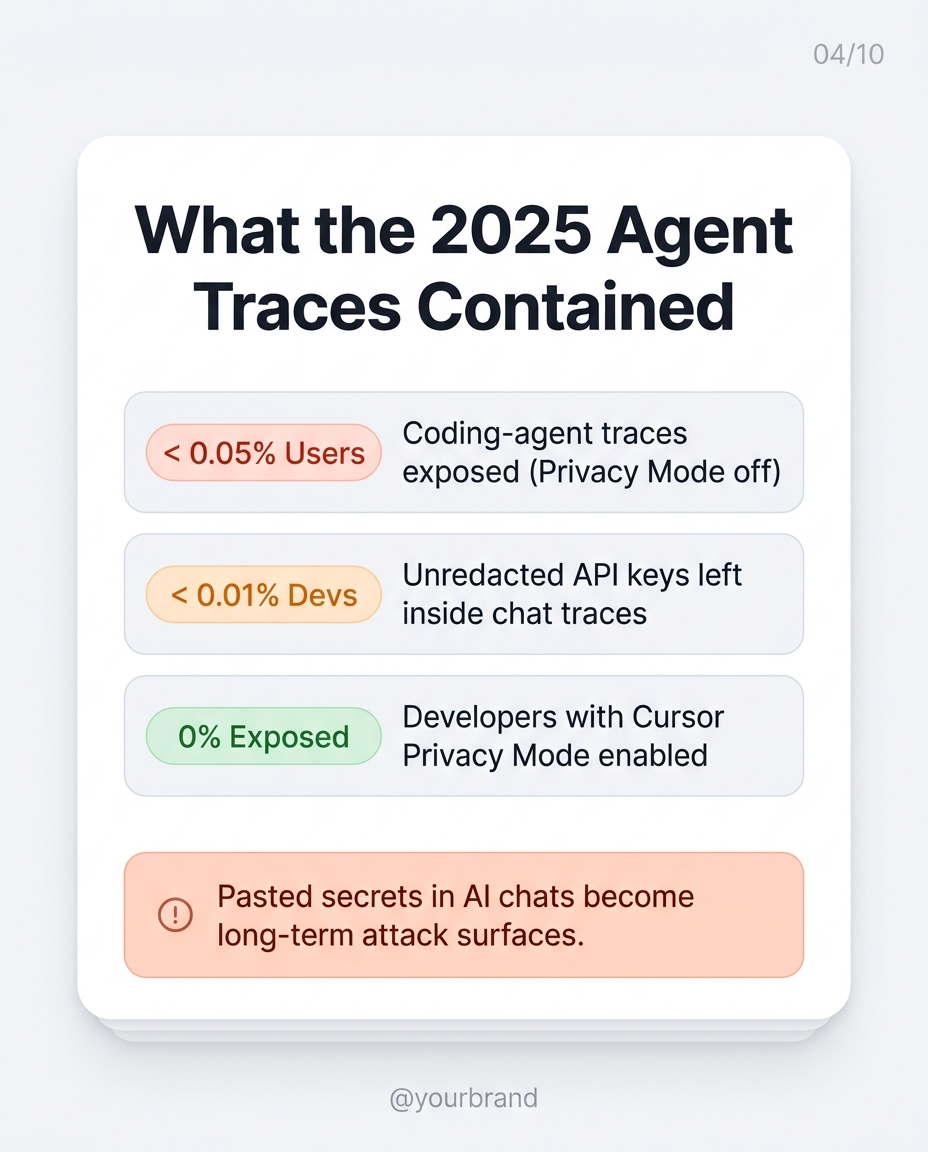 04/10
What the 2025 Agent
Traces Contained
< 0.05% Users
Coding-agent traces
exposed (Privacy Mode off)
< 0.01% Devs
Unredacted API keys left
inside chat traces
0% Exposed
Developers with Cursor
Privacy Mode enabled
Pasted secrets in AI chats become
long-term attack surfaces.
@yourbrand